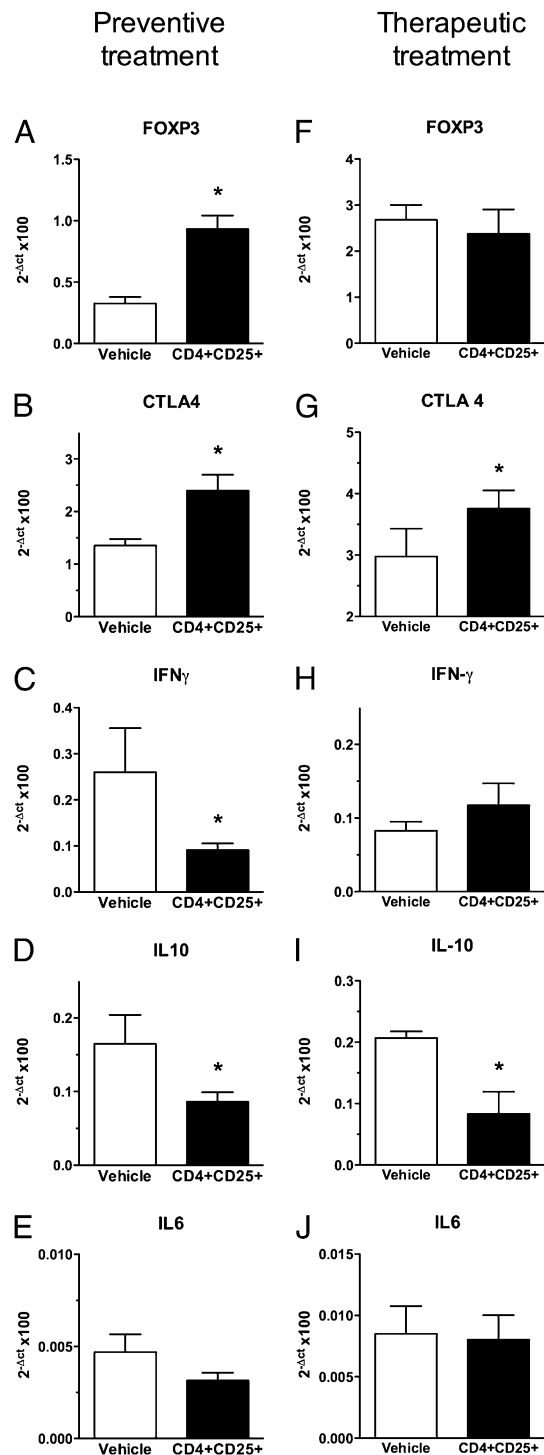 Preventive treatment
Therapeutic treatment
A
FOXP3
2-Δct x100
1.5
1.0
0.5
0.0
*
Vehicle CD4+CD25+
F
FOXP3
2-Δct x100
4
3
2
1
0
Vehicle CD4+CD25+
B
CTLA4
2-Δct x100
3
2
1
0
*
Vehicle CD4+CD25+
G
CTLA 4
2-Δct x100
5
4
3
2
*
Vehicle CD4+CD25+
C
IFNγ
2-Δct x100
0.4
0.3
0.2
0.1
0.0
*
Vehicle CD4+CD25+
H
IFN-γ
2-Δct x100
0.2
0.1
0.0
Vehicle CD4+CD25+
D
IL10
2-Δct x100
0.2
0.1
0.0
*
Vehicle CD4+CD25+
I
IL-10
2-Δct x100
0.3
0.2
0.1
0.0
*
Vehicle CD4+CD25+
E
IL6
2-Δct x100
0.010
0.005
0.000
Vehicle CD4+CD25+
J
IL6
2-Δct x100
0.015
0.010
0.005
0.000
Vehicle CD4+CD25+